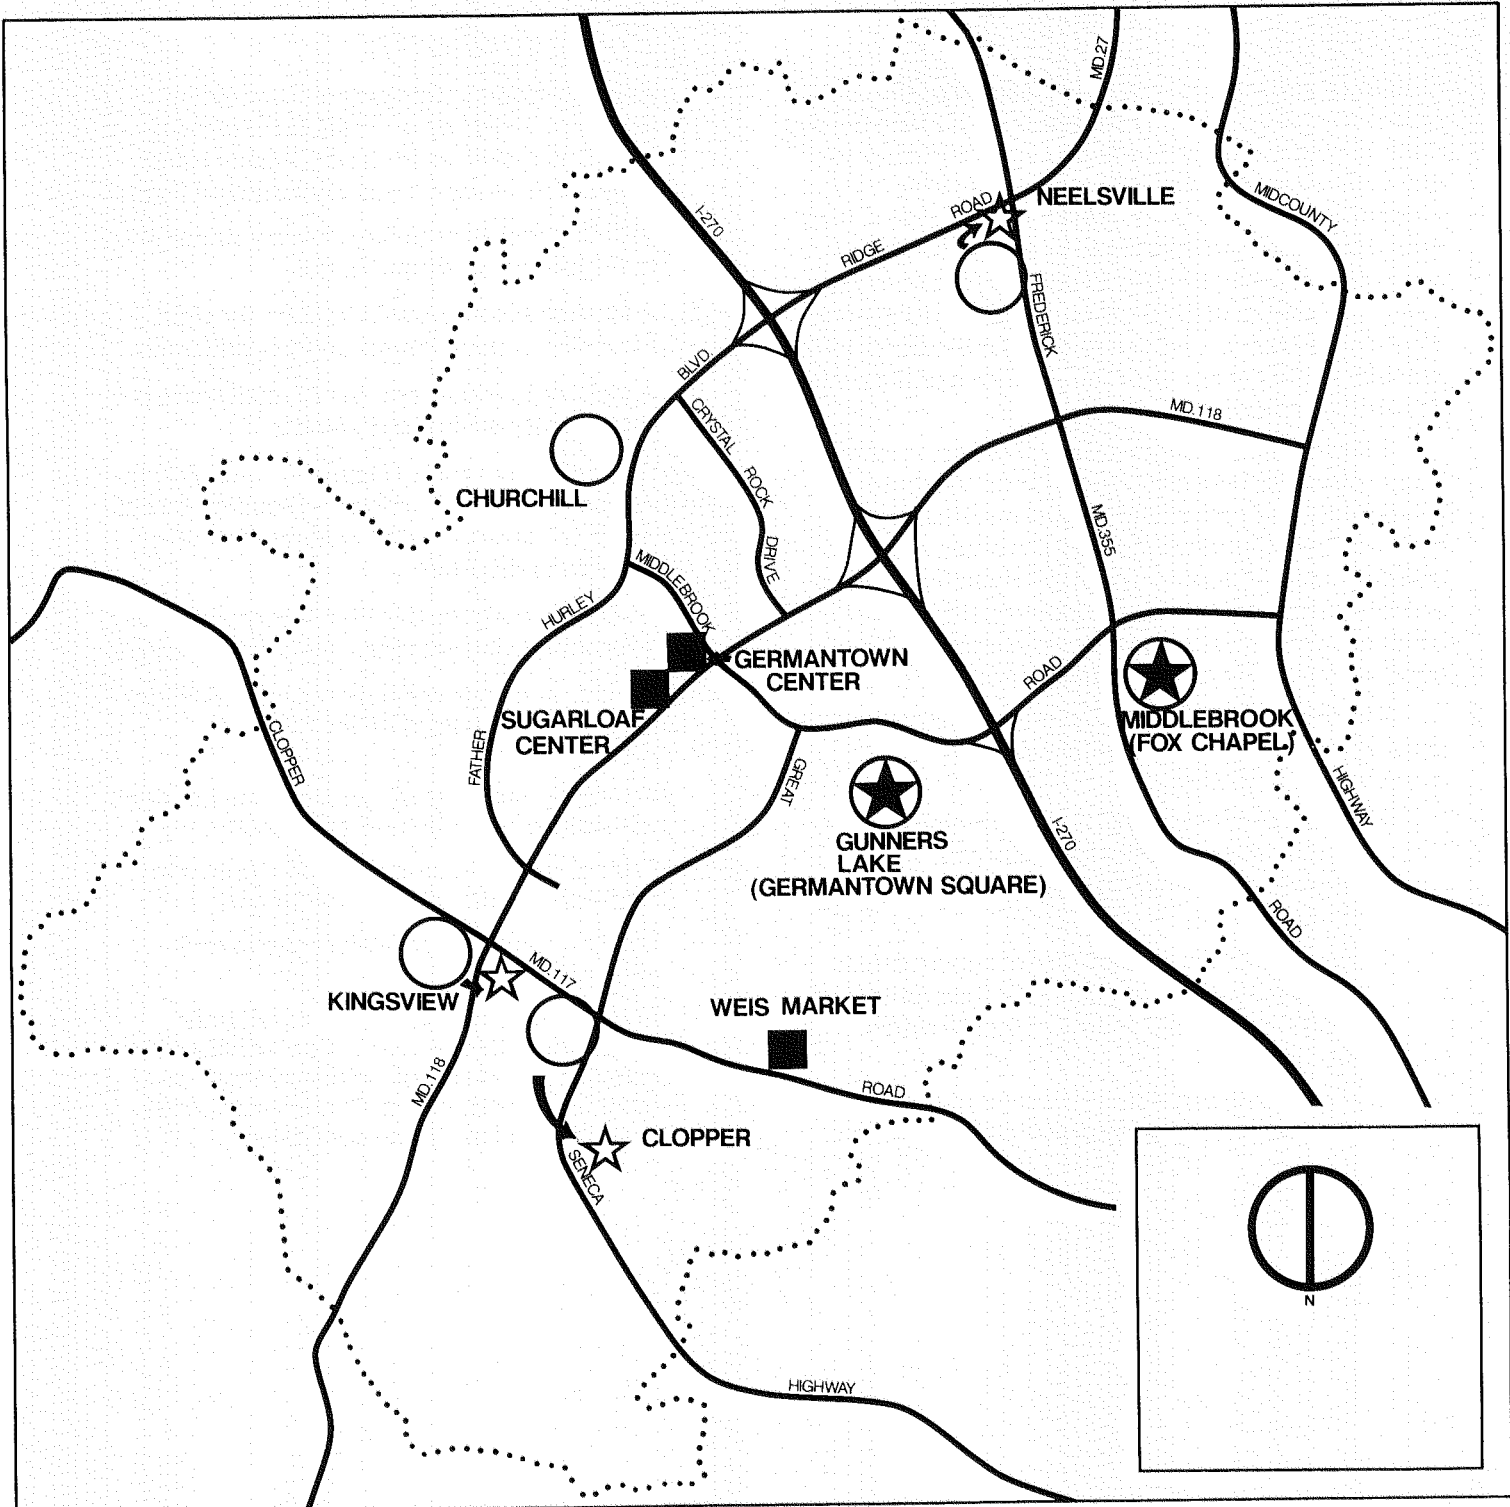 MD.27
NEELSVILLE
ROAD
MIDCOUNTY
I-270
RIDGE
FREDERICK
BLVD.
CRYSTAL
MD.118
CHURCHILL
ROCK
MD.355
DRIVE
MIDDLEBROOK
HURLEY
GERMANTOWN
CENTER
ROAD
SUGARLOAF
CENTER
MIDDLEBROOK
(FOX CHAPEL)
CLOPPER
FATHER
GREAT
HIGHWAY
I-270
GUNNERS
LAKE
(GERMANTOWN SQUARE)
ROAD
MD.117
KINGSVIEW
WEIS MARKET
MD.118
ROAD
CLOPPER
SENECA
N
HIGHWAY